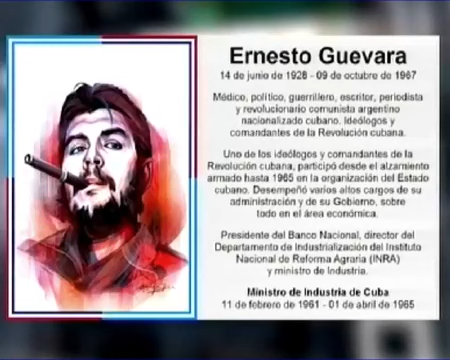 Ernesto Guevara
14 de junio de 1928 - 09 de octubre de 1967
Médico, político, guerrillero, escritor, periodista
y revolucionario comunista argentino
nacionalizado cubano. Ideólogos y
comandantes de la Revolución cubana.
Uno de los ideólogos y comandantes de la
Revolución cubana, participó desde el alzamiento
armado hasta 1965 en la organización del Estado
cubano. Desempeñó varios altos cargos de su
administración y de su Gobierno, sobre
todo en el área económica.
Presidente del Banco Nacional, director del
Departamento de Industrialización del Instituto
Nacional de Reforma Agraria (INRA)
y ministro de Industria.
Ministro de Industria de Cuba
11 de febrero de 1961 - 01 de abril de 1965